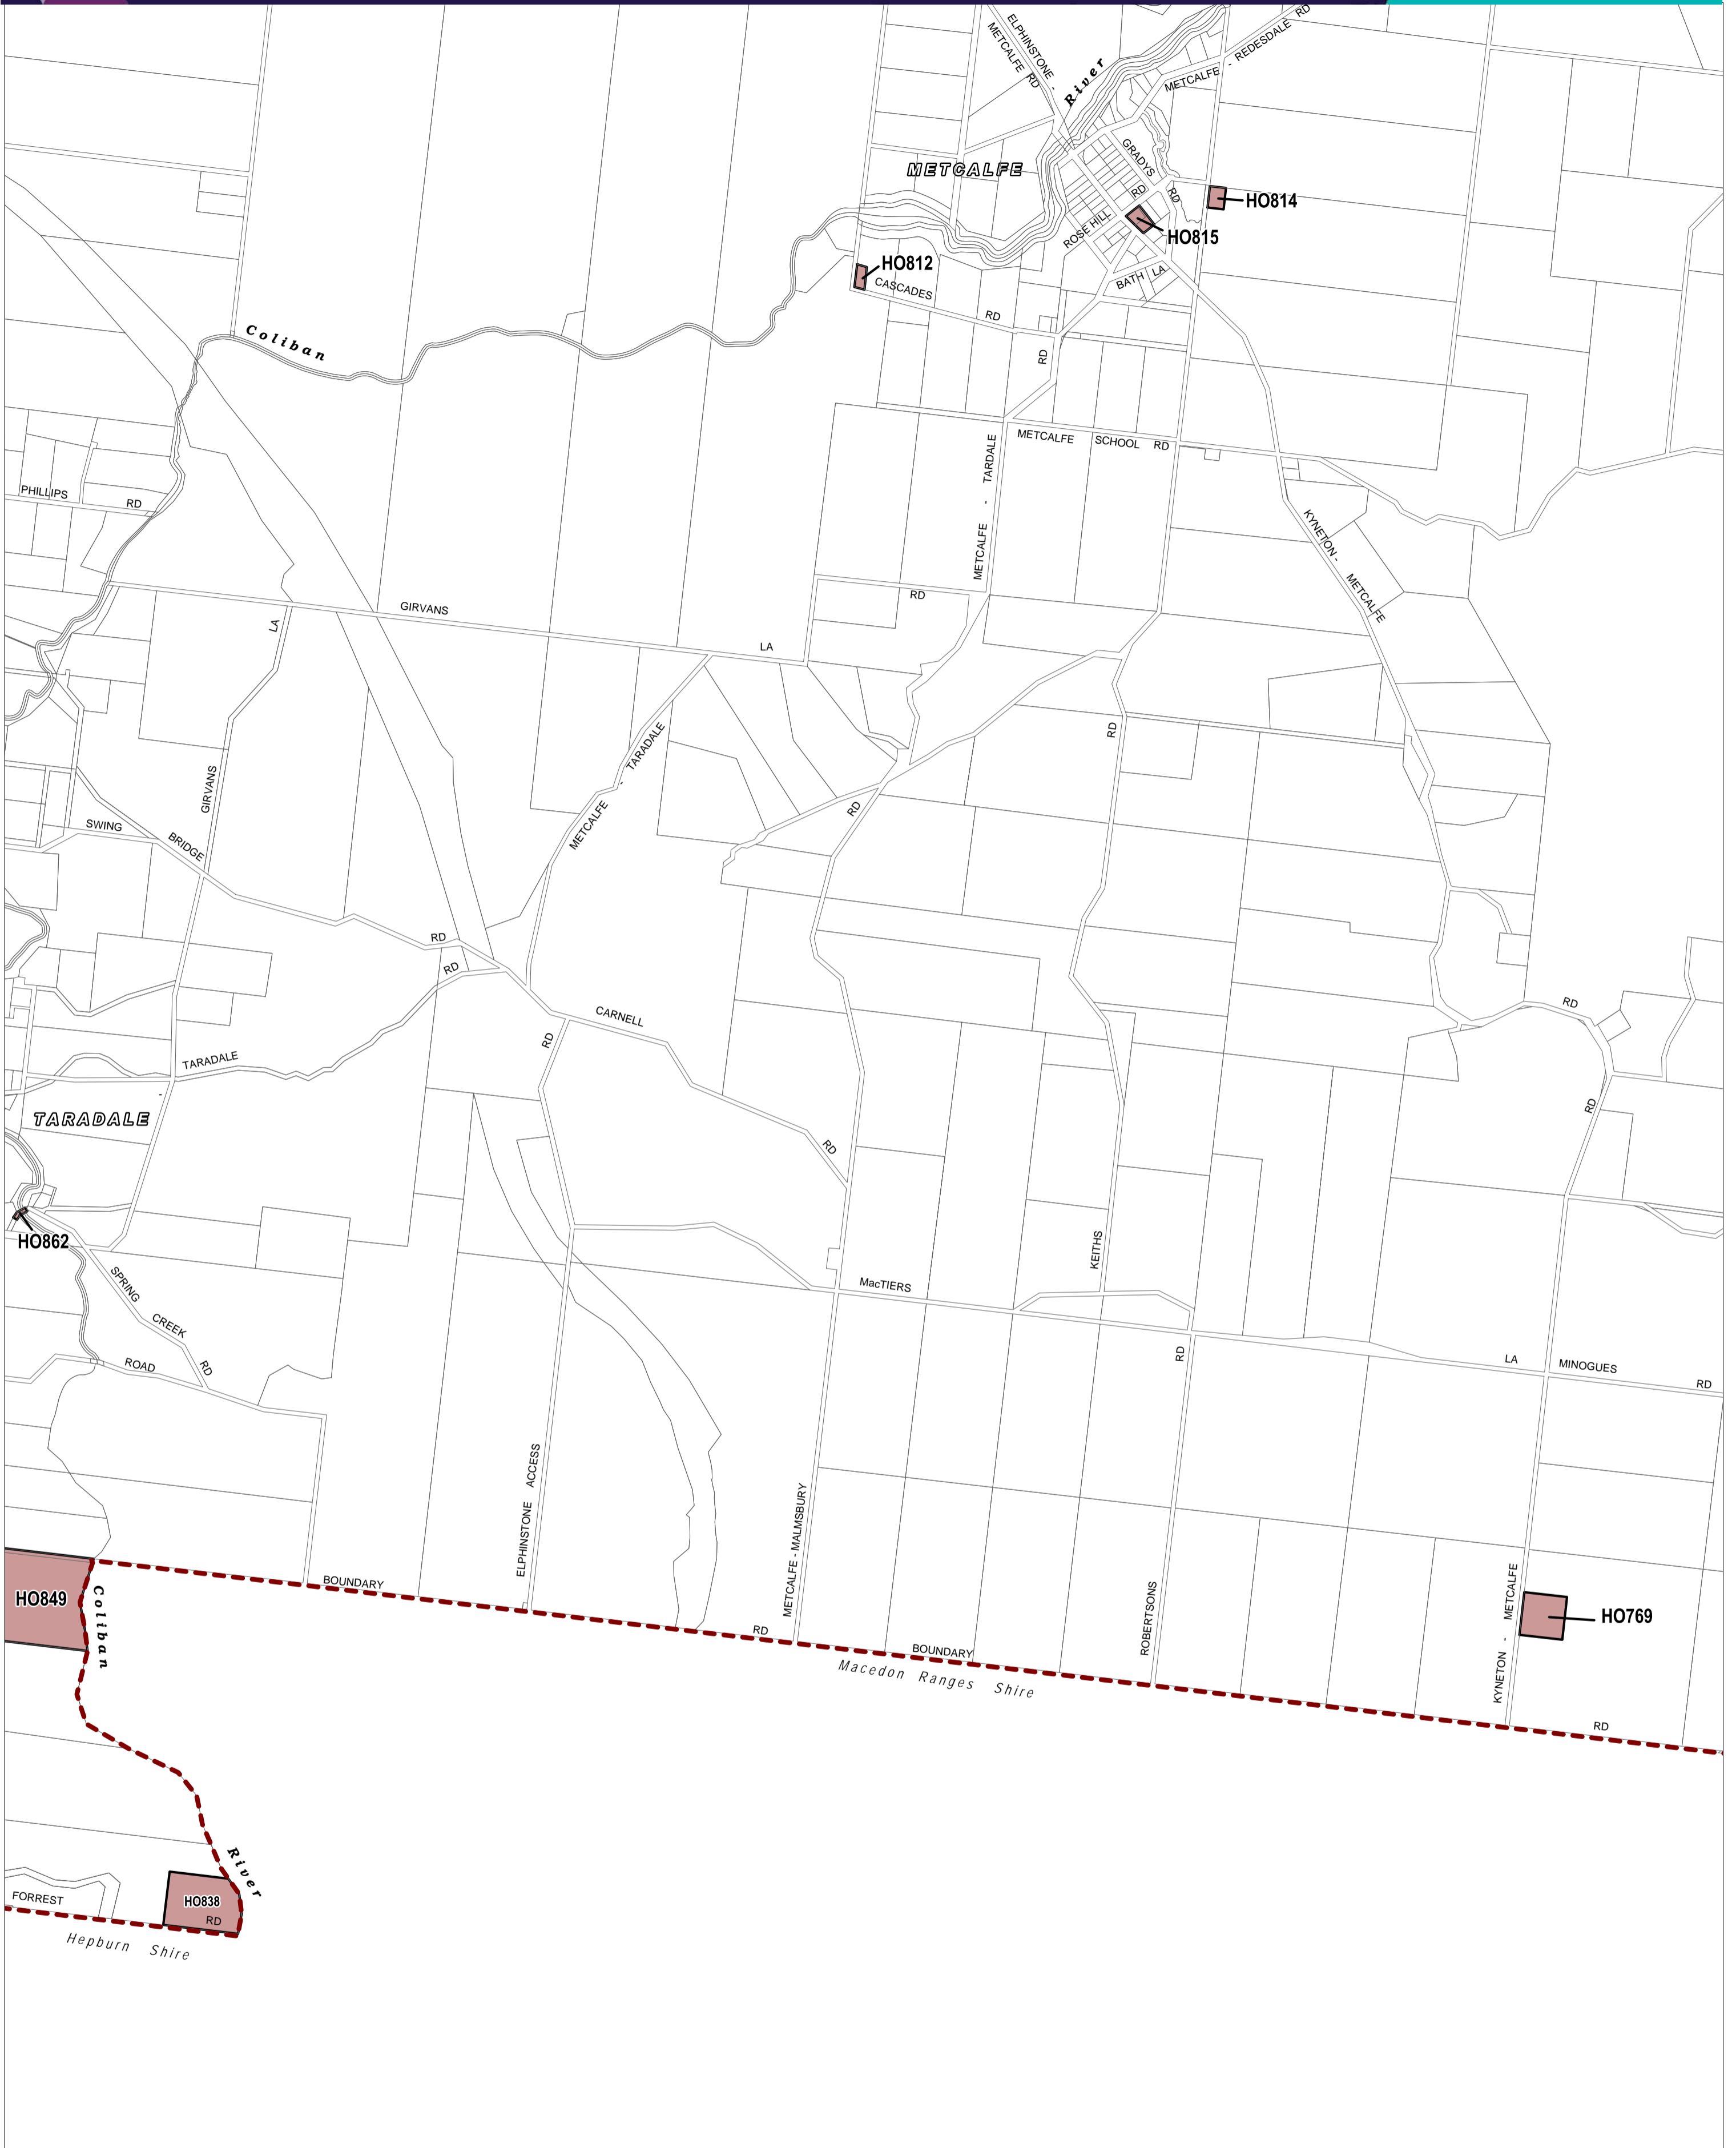 ELPHINSTONE -
METCALFE RD
River
METCALFE - REDESDALE RD
METCALFE
GRADYS
RD
RD
ROSE HILL
HO814
HO815
HO812
CASCADES
RD
BATH LA
RD
Coliban
METCALFE SCHOOL RD
METCALFE - TARDALE
PHILLIPS
RD
KYNETON - METCALFE
GIRVANS
LA
RD
LA
GIRVANS
METCALFE - TARADALE
RD
RD
SWING
BRIDGE
RD
RD
CARNELL
RD
RD
RD
TARADALE
-
TARADALE
RD
RD
HO862
SPRING
CREEK
RD
ROAD
KEITHS
MacTIERS
RD
LA
MINOGUES
RD
ELPHINSTONE ACCESS
METCALFE - MALMSBURY
ROBERTSONS
KYNETON - METCALFE
HO849
Coliban
BOUNDARY
RD
BOUNDARY
RD
HO769
Macedon Ranges Shire
River
FORREST
HO838
RD
Hepburn Shire